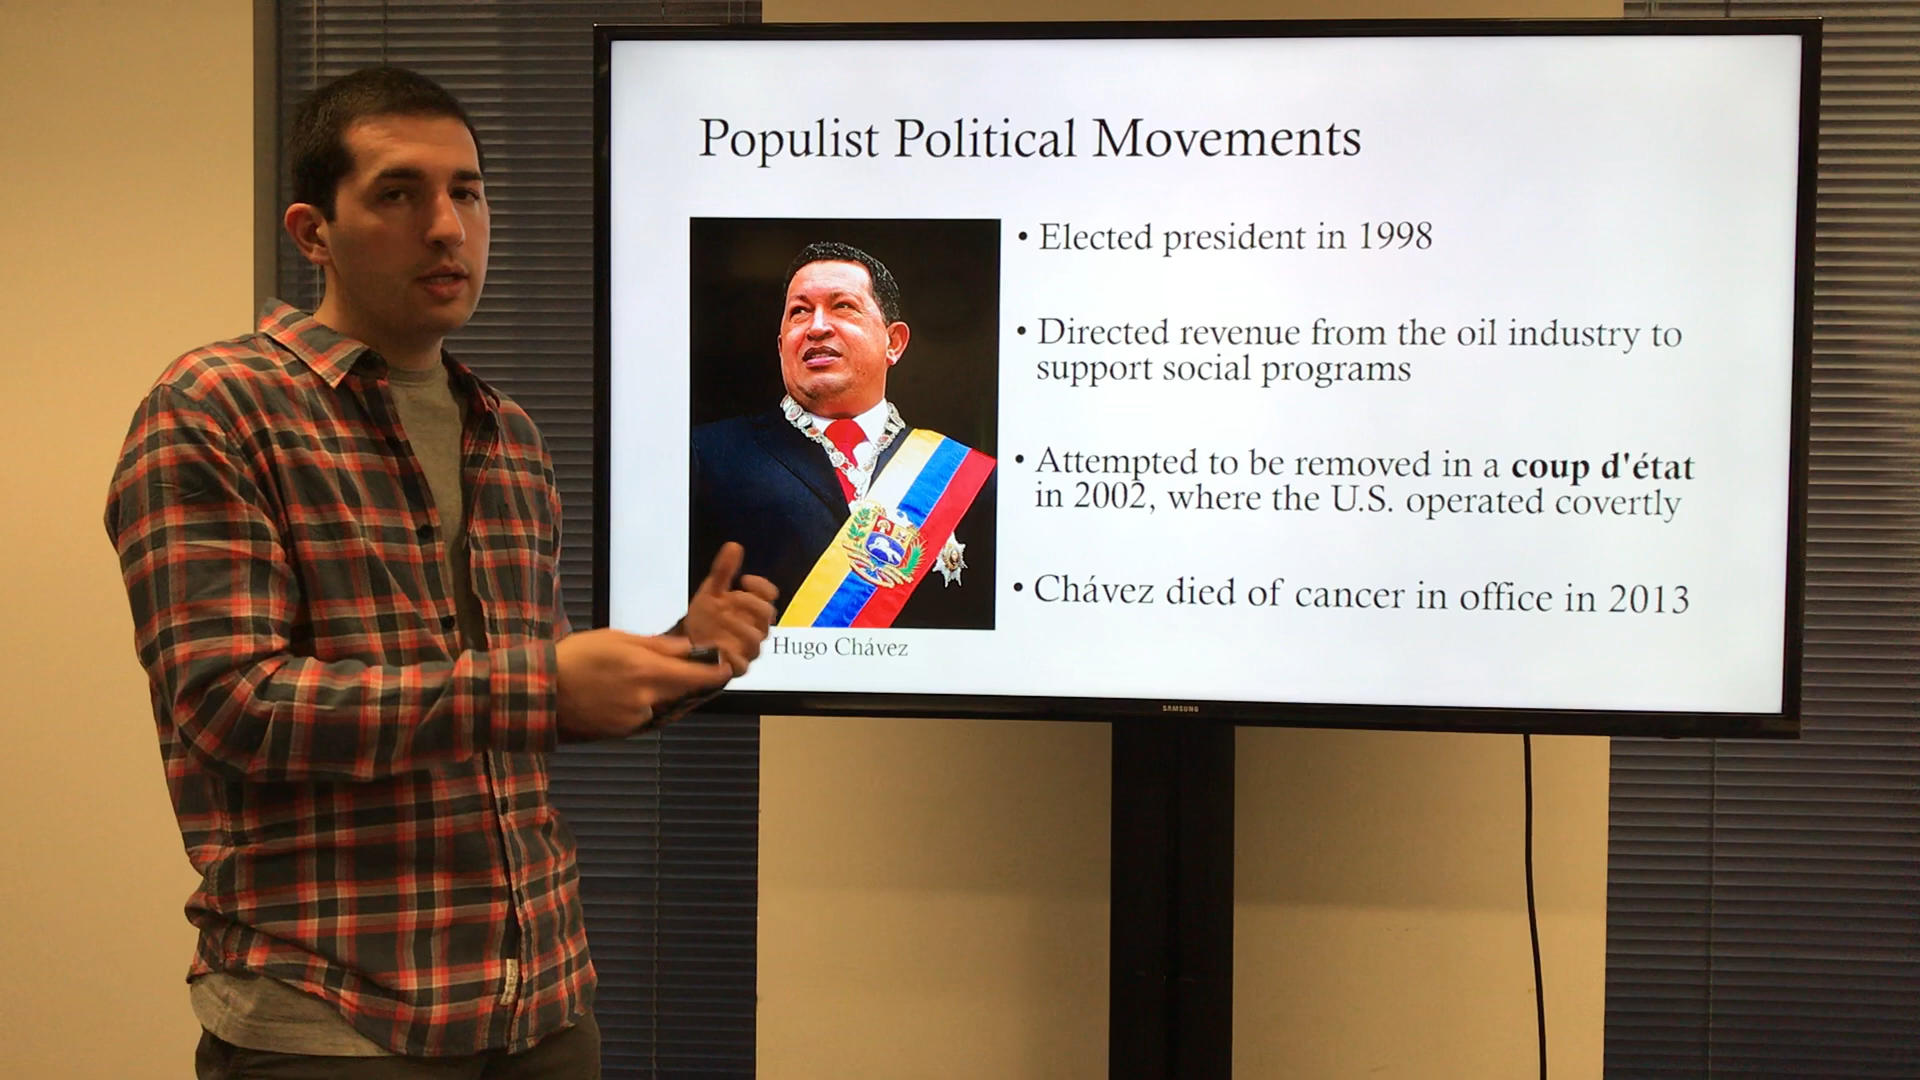 Populist Political Movements
• Elected president in 1998
• Directed revenue from the oil industry to
support social programs
• Attempted to be removed in a coup d'état
in 2002, where the U.S. operated covertly
• Chávez died of cancer in office in 2013
Hugo Chávez
SAMSUNG